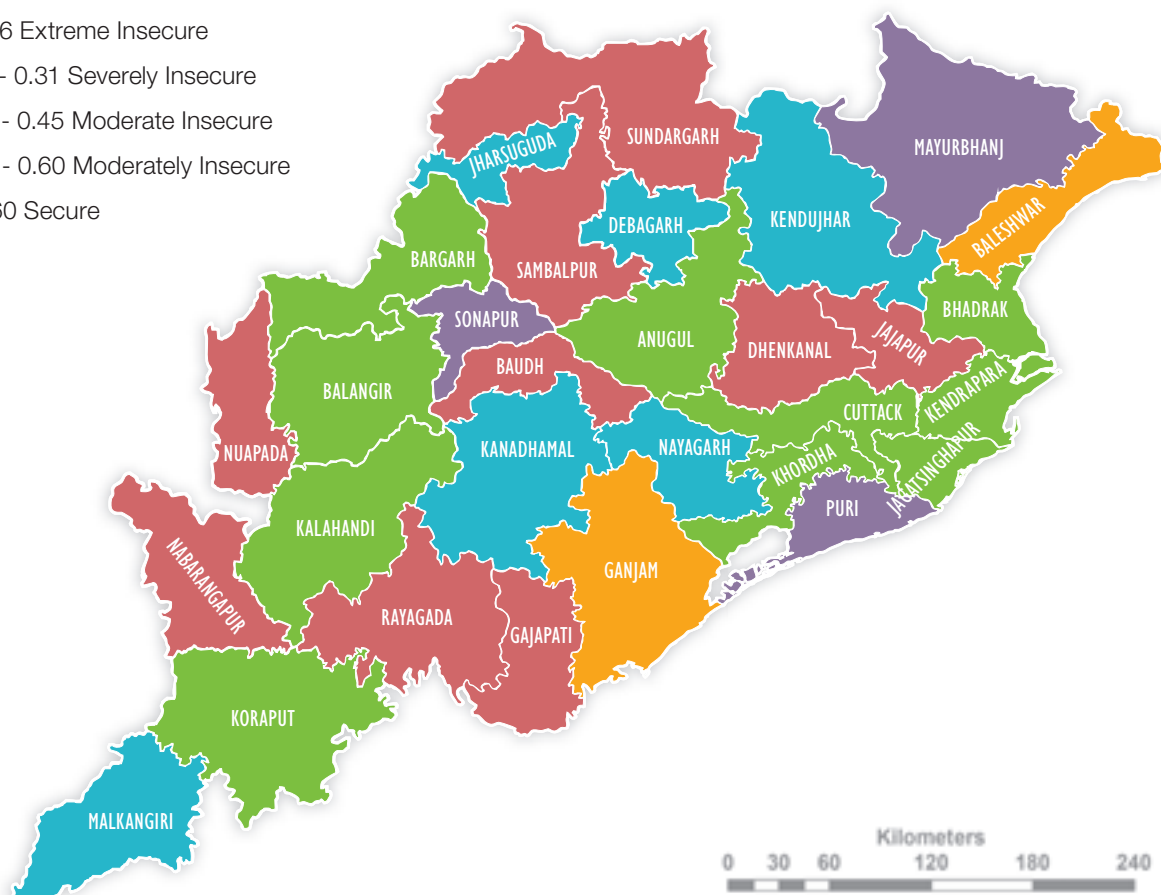 6 Extreme Insecure
- 0.31 Severely Insecure
- 0.45 Moderate Insecure
- 0.60 Moderately Insecure
60 Secure
SUNDARGARH
JHARSUGUDA
MAYURBHANJ
DEBAGARH
KENDUJHAR
BALESHWAR
BARGARH
SAMBALPUR
SONAPUR
ANUGUL
BHADRAK
DHENKANAL
JAJAPUR
BAUDH
BALANGIR
CUTTACK
KENDRAPARA
NUAPADA
KANADHAMAL
NAYAGARH
KHORDHA
JAGATSINGHAPUR
PURI
KALAHANDI
NABARANGAPUR
GANJAM
RAYAGADA
GAJAPATI
KORAPUT
MALKANGIRI
Kilometers
0 30 60 120 180 240